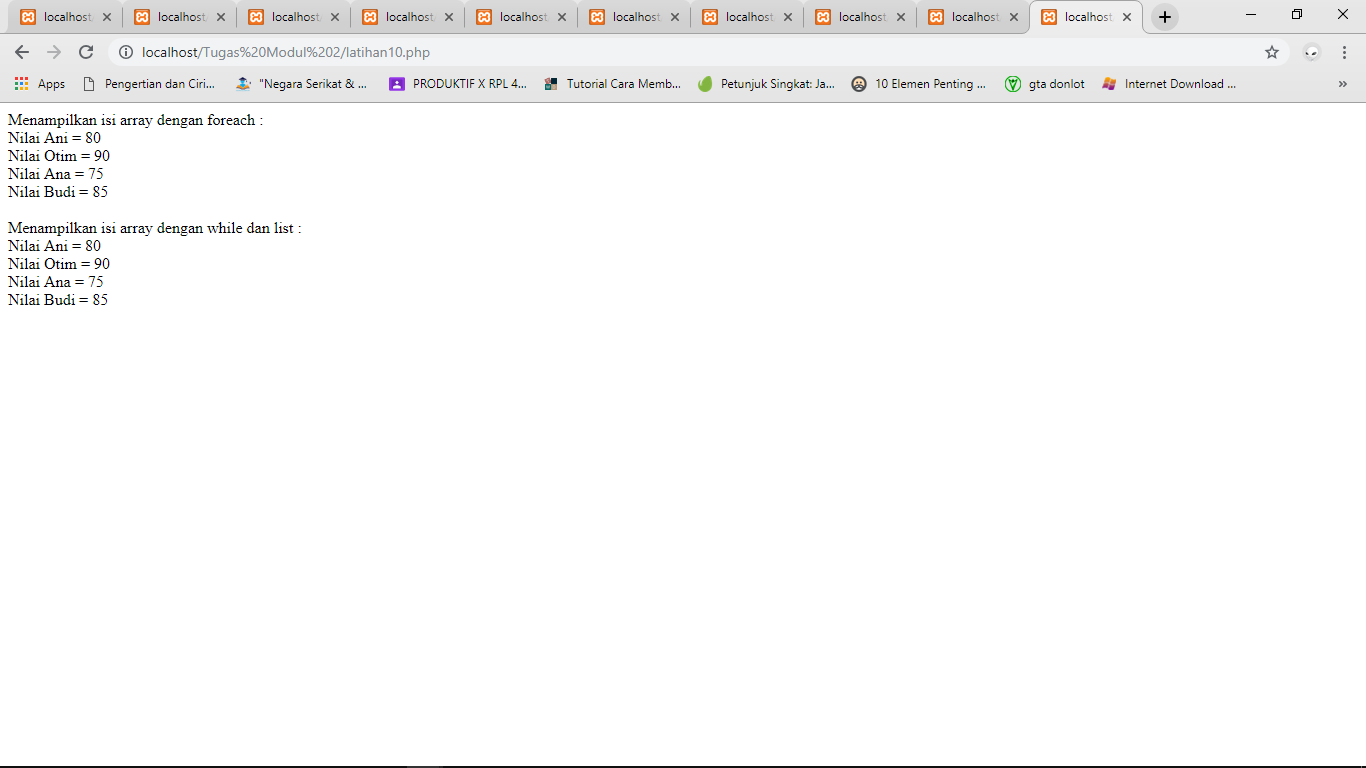 localhost
localhost
localhost
localhost
localhost
localhost
localhost
localhost
localhost
localhost
localhost/Tugas%20Modul%202/latihan10.php
Apps
Pengertian dan Ciri...
"Negara Serikat & ...
PRODUKTIF X RPL 4...
Tutorial Cara Memb...
Petunjuk Singkat: Ja...
10 Elemen Penting ...
gta donlot
Internet Download ...
Menampilkan isi array dengan foreach :
Nilai Ani = 80
Nilai Otim = 90
Nilai Ana = 75
Nilai Budi = 85
Menampilkan isi array dengan while dan list :
Nilai Ani = 80
Nilai Otim = 90
Nilai Ana = 75
Nilai Budi = 85